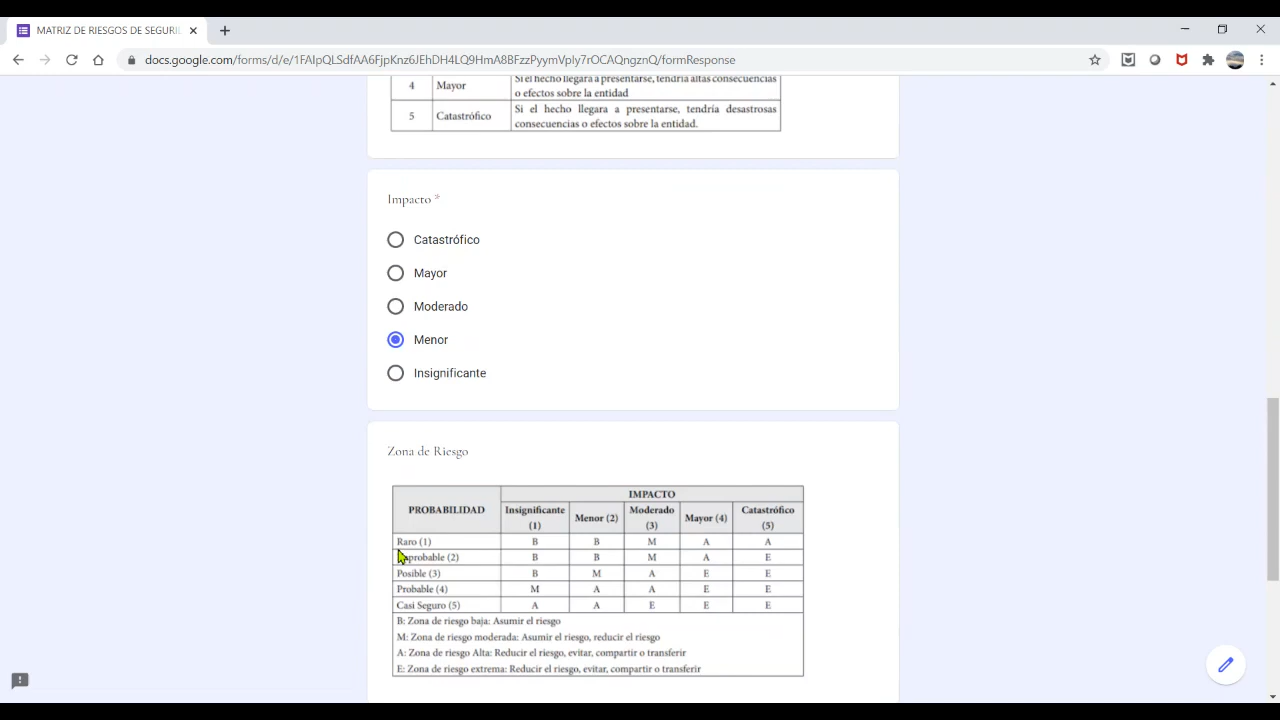 MATRIZ DE RIESGOS DE SEGURI
docs.google.com/forms/d/e/
4 Mayor Si el hecho llegara a presentarse, tendría altas consecuencias
o efectos sobre la entidad
5 Catastrófico Si el hecho llegara a presentarse, tendría desastrosas
consecuencias o efectos sobre la entidad.
Impacto *
Catastrófico
Mayor
Moderado
Menor
Insignificante
Zona de Riesgo
PROBABILIDAD IMPACTO
Insignificante (1) Menor (2) Moderado (3) Mayor (4) Catastrófico (5)
Raro (1) B B M A A
probable (2) B B M A E
Posible (3) B M A E E
Probable (4) M A A E E
Casi Seguro (5) A A E E E
B: Zona de riesgo baja: Asumir el riesgo
M: Zona de riesgo moderada: Asumir el riesgo, reducir el riesgo
A: Zona de riesgo Alta: Reducir el riesgo, evitar, compartir o transferir
E: Zona de riesgo extrema: Reducir el riesgo, evitar, compartir o transferir